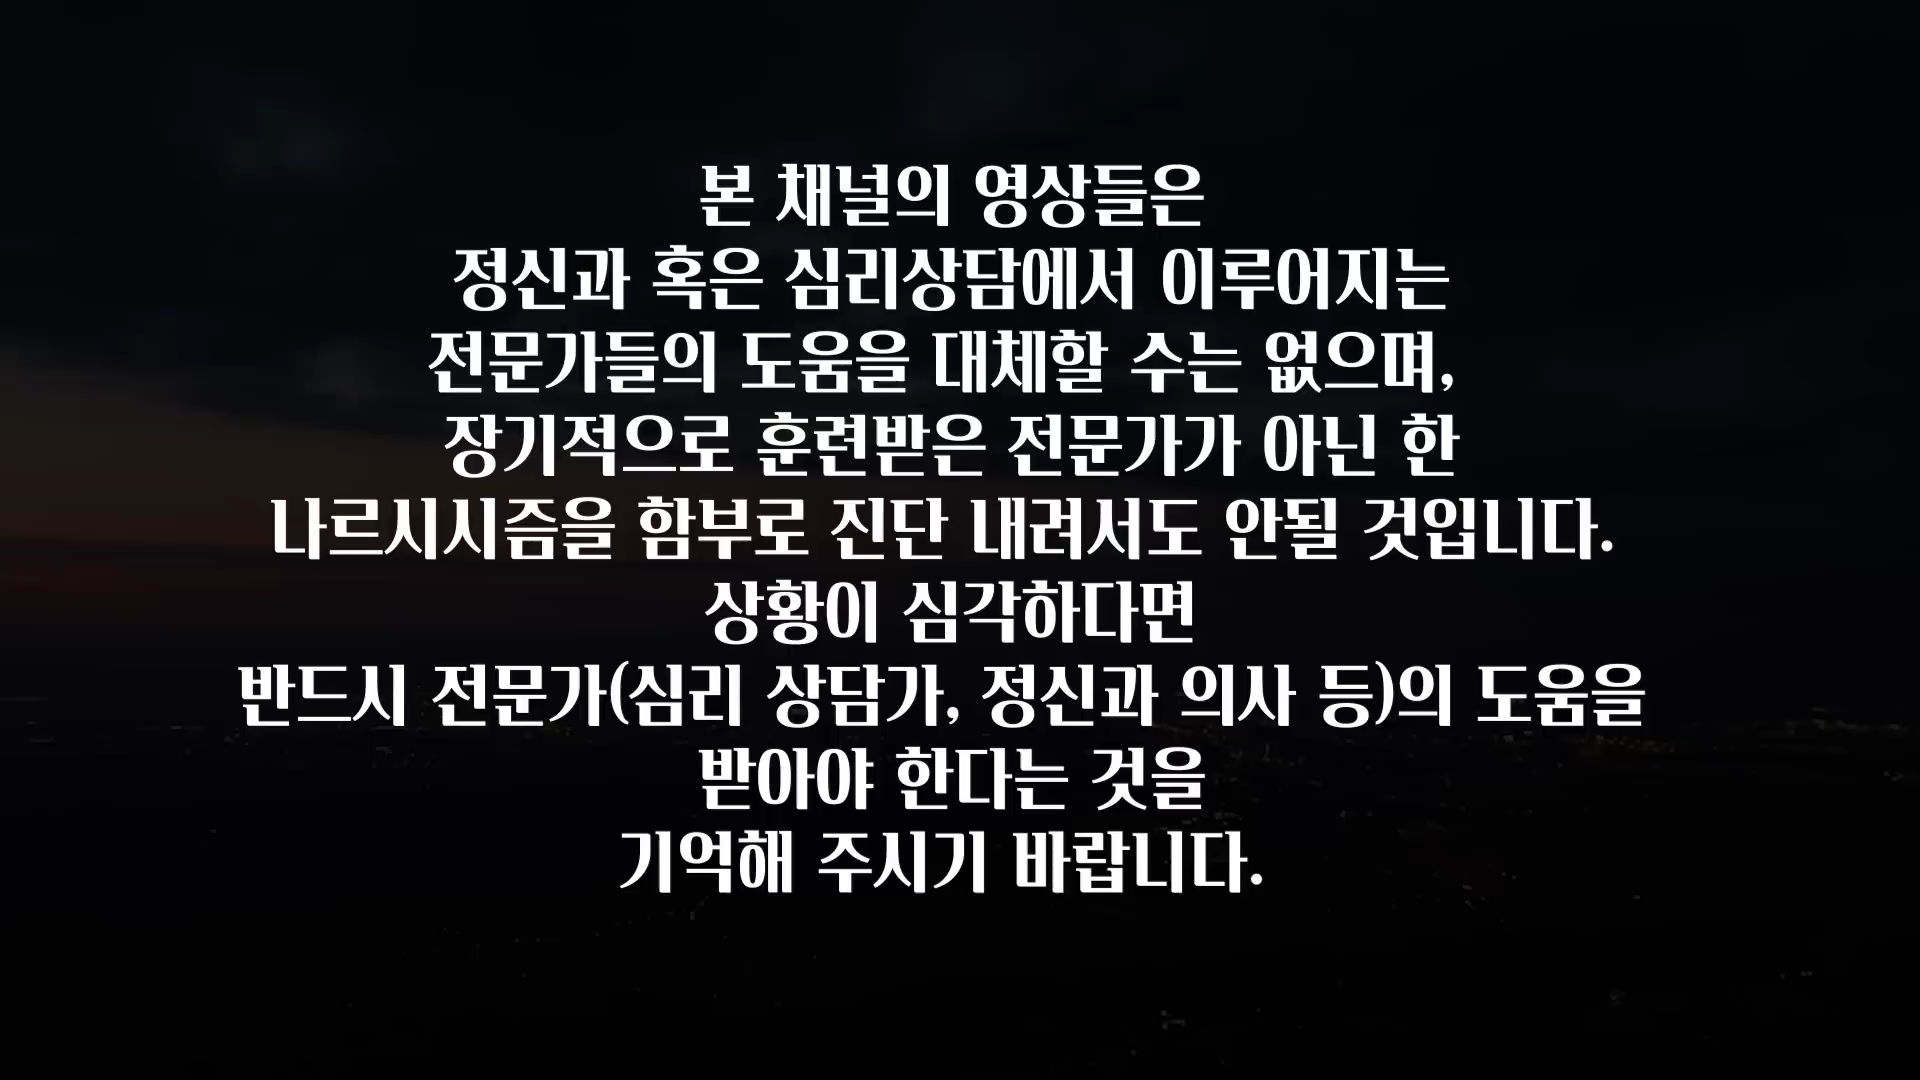 본 채널의 영상들은
정신과 혹은 심리상담에서 이루어지는
전문가들의 도움을 대체할 수는 없으며,
장기적으로 훈련받은 전문가가 아닌 한
나르시시즘을 함부로 진단 내려서도 안될 것입니다.
상황이 심각하다면
반드시 전문가(심리 상담가, 정신과 의사 등)의 도움을
받아야 한다는 것을
기억해 주시기 바랍니다.